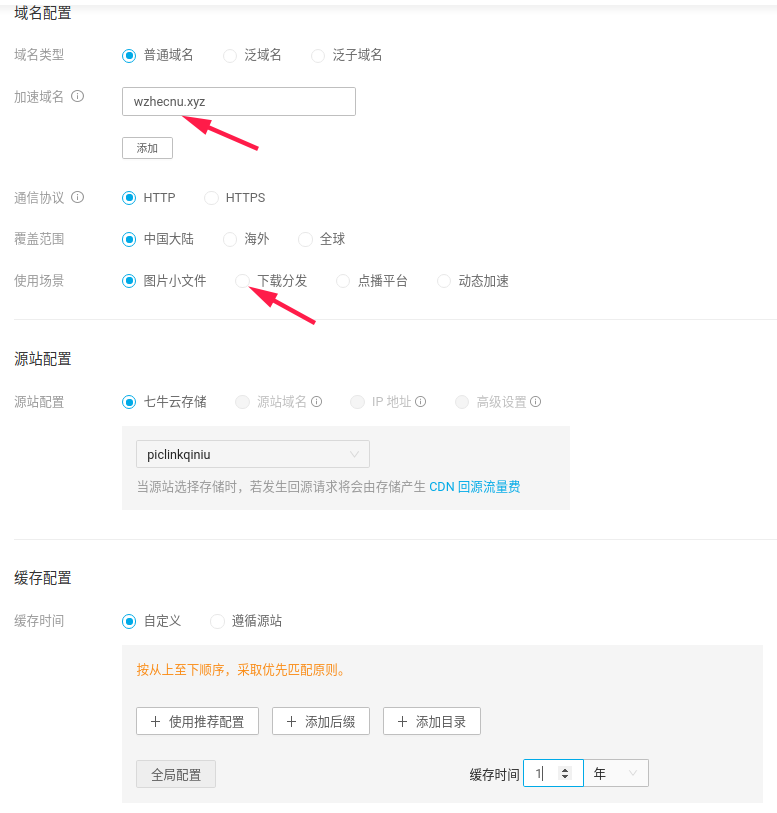 域名配置
域名类型 普通域名 泛域名 泛子域名
加速域名 wzhecnu.xyz
添加
通信协议 HTTP HTTPS
覆盖范围 中国大陆 海外 全球
使用场景 图片小文件 下载分发 点播平台 动态加速
源站配置
源站配置 七牛云存储 源站域名 IP 地址 高级设置
piclinkqiniu
当源站选择存储时，若发生回源请求将会由存储产生 CDN 回源流量费
缓存配置
缓存时间 自定义 遵循源站
按从上至下顺序，采取优先匹配原则。
+ 使用推荐配置 + 添加后缀 + 添加目录
全局配置 缓存时间 1 年